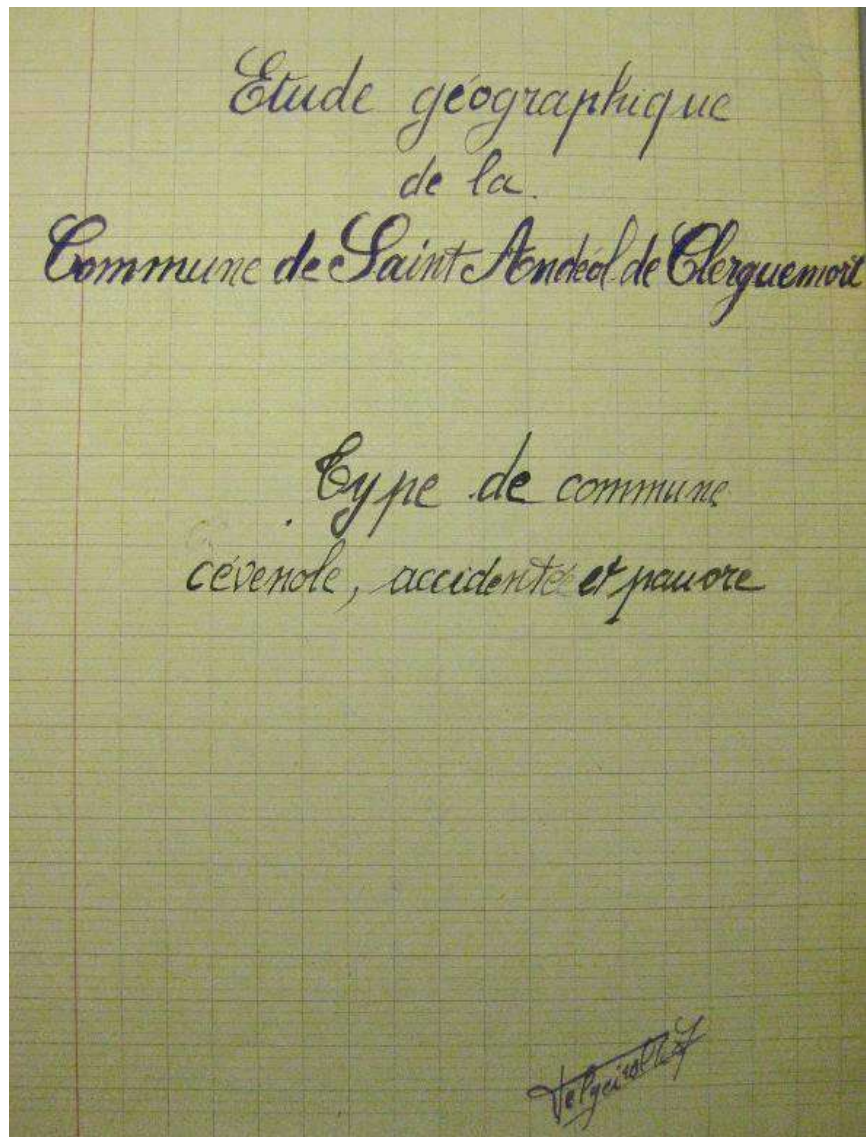 Etude géographique
de la
Commune de Saint Andéol de Clerguemort
Type de commune
cévenole, accidentée et pauvre